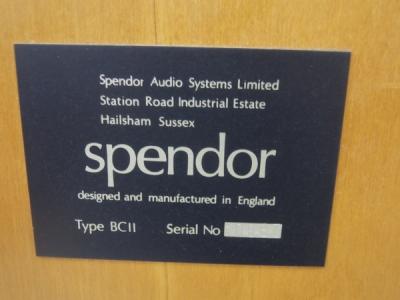 Spendor Audio Systems Limited
Station Road Industrial Estate
Hailsham Sussex
spendor
designed and manufactured in England
Type BCII Serial No